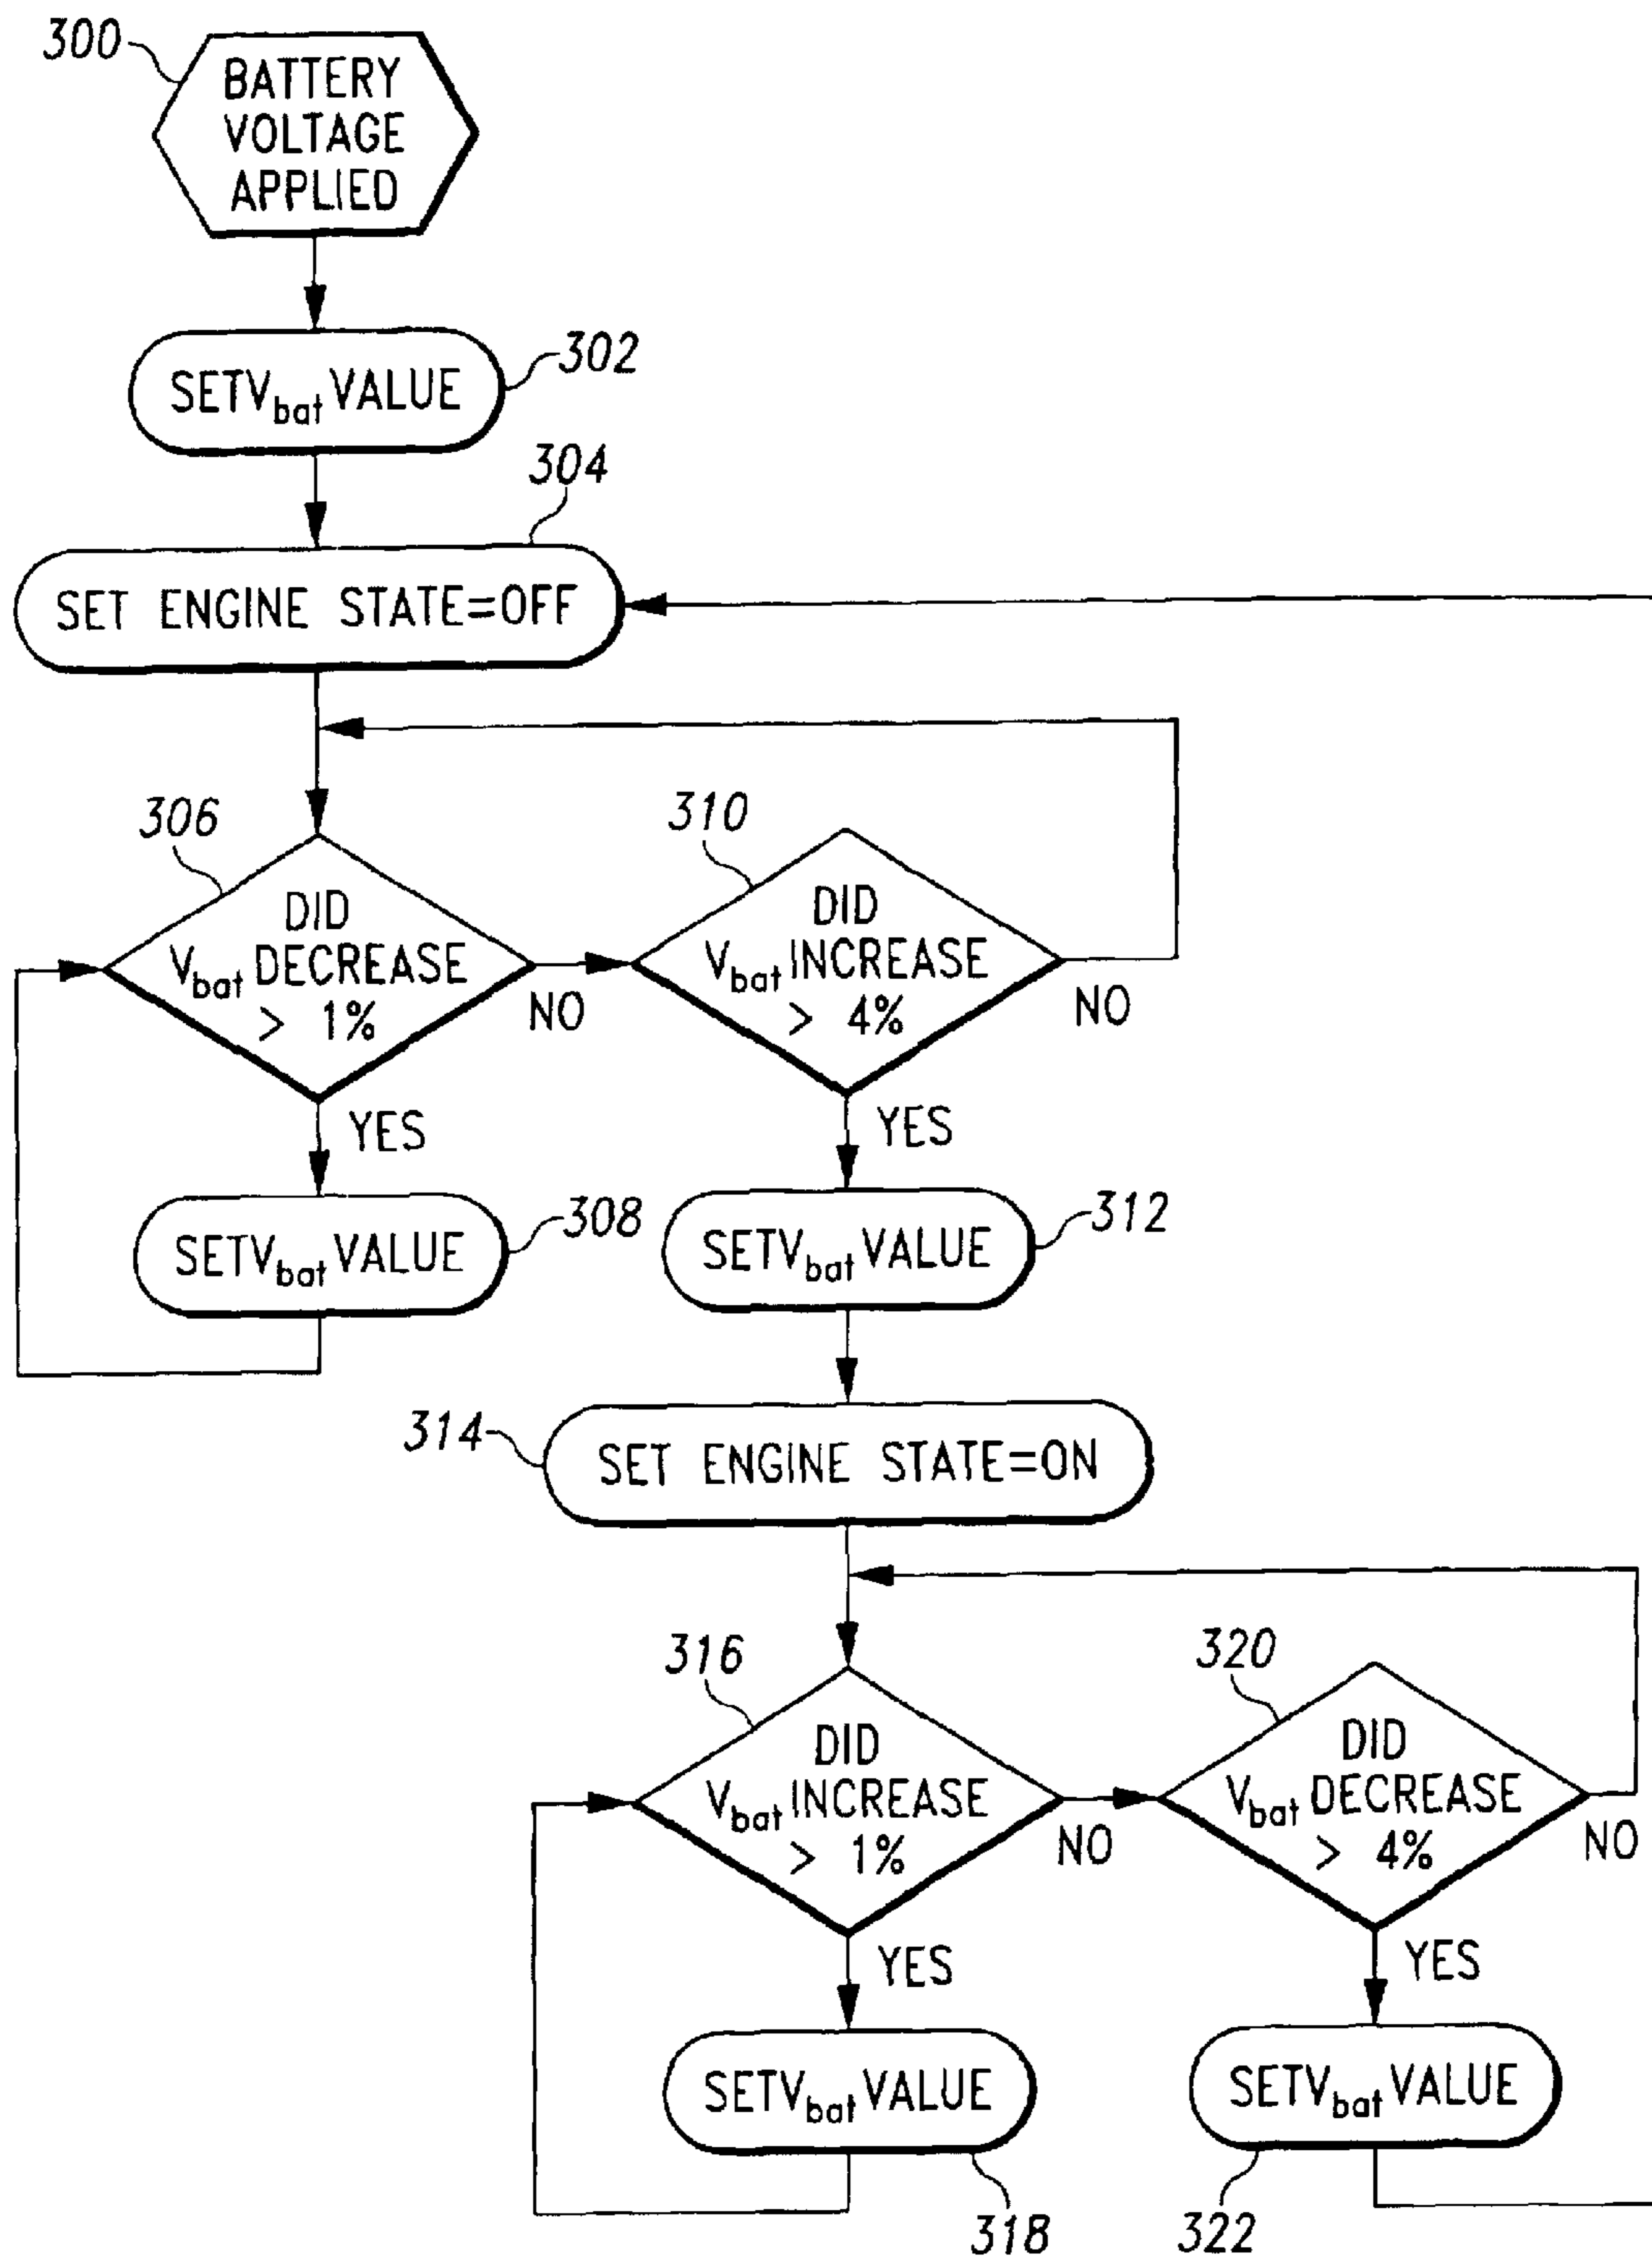 300
BATTERY
VOLTAGE
APPLIED
302
SETVbat VALUE
304
SET ENGINE STATE=OFF
306
DID
Vbat DECREASE
> 1%
NO
YES
310
DID
Vbat INCREASE
> 4%
NO
YES
308
SETVbat VALUE
312
SETVbat VALUE
314
SET ENGINE STATE=ON
316
DID
Vbat INCREASE
> 1%
NO
YES
320
DID
Vbat DECREASE
> 4%
NO
YES
SETVbat VALUE
318
SETVbat VALUE
322